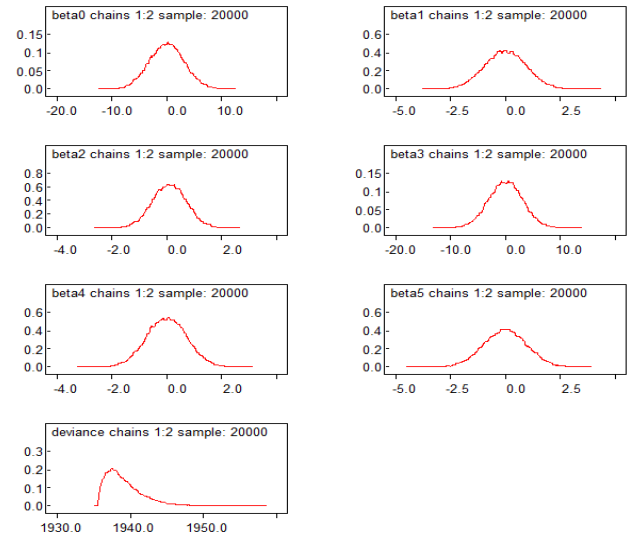 beta0 chains 1:2 sample: 20000
0.15
0.1
0.05
0.0
-20.0 -10.0 0.0 10.0
beta1 chains 1:2 sample: 20000
0.6
0.4
0.2
0.0
-5.0 -2.5 0.0 2.5
beta2 chains 1:2 sample: 20000
0.8
0.6
0.4
0.2
0.0
-4.0 -2.0 0.0 2.0
beta3 chains 1:2 sample: 20000
0.15
0.1
0.05
0.0
-20.0 -10.0 0.0 10.0
beta4 chains 1:2 sample: 20000
0.6
0.4
0.2
0.0
-4.0 -2.0 0.0 2.0
beta5 chains 1:2 sample: 20000
0.6
0.4
0.2
0.0
-5.0 -2.5 0.0 2.5
deviance chains 1:2 sample: 20000
0.3
0.2
0.1
0.0
1930.0 1940.0 1950.0